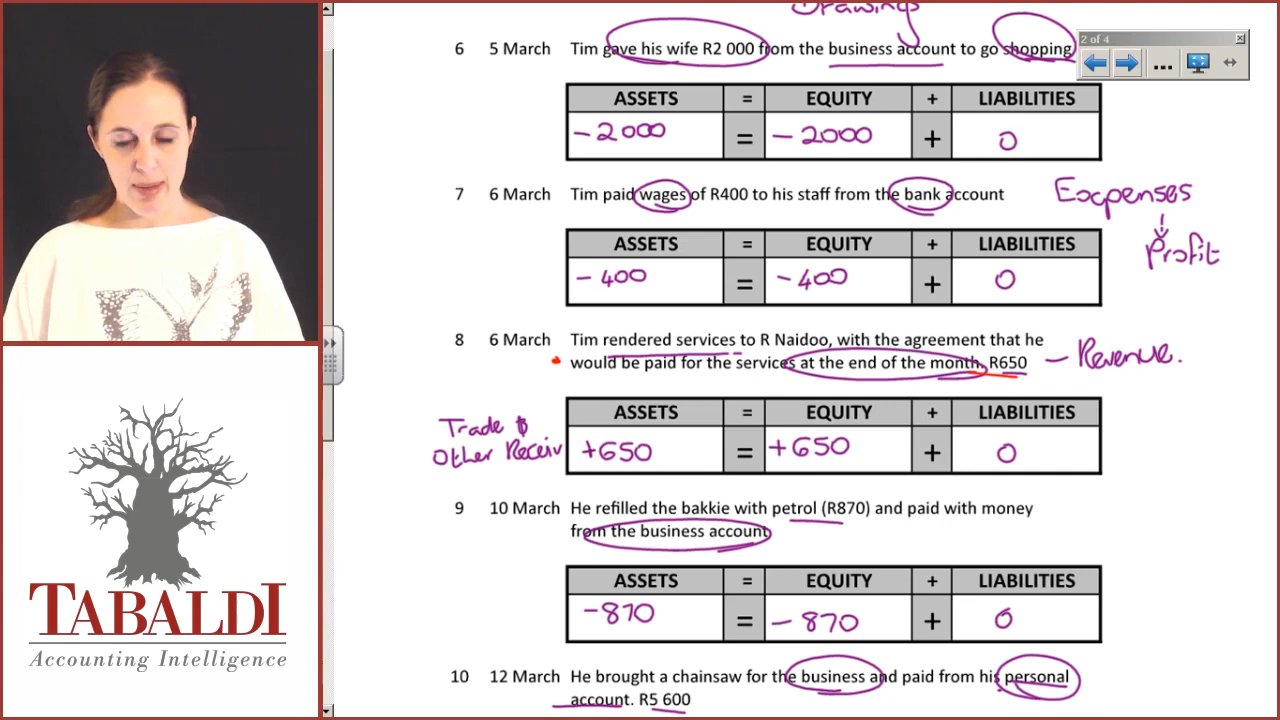 Drawings
6 5 March Tim gave his wife R2 000 from the business account to go shopping
2 of 4
ASSETS = EQUITY + LIABILITIES
-2000 = -2000 + 0
7 6 March Tim paid wages of R400 to his staff from the bank account
Expenses
Profit
ASSETS = EQUITY + LIABILITIES
-400 = -400 + 0
8 6 March Tim rendered services to R Naidoo, with the agreement that he
would be paid for the services at the end of the month, R650 - Revenue.
ASSETS = EQUITY + LIABILITIES
Trade &
Other Receiv +650 = +650 + 0
9 10 March He refilled the bakkie with petrol (R870) and paid with money
from the business account
ASSETS = EQUITY + LIABILITIES
-870 = -870 + 0
10 12 March He brought a chainsaw for the business and paid from his personal
account. R5 600
TABALDI
Accounting Intelligence